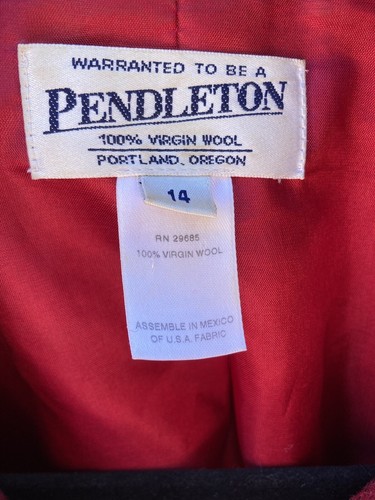 WARRANTED TO BE A
PENDLETON
100% VIRGIN WOOL
PORTLAND, OREGON
14
RN 29685
100% VIRGIN WOOL
ASSEMBLE IN MEXICO
OF U.S.A. FABRIC